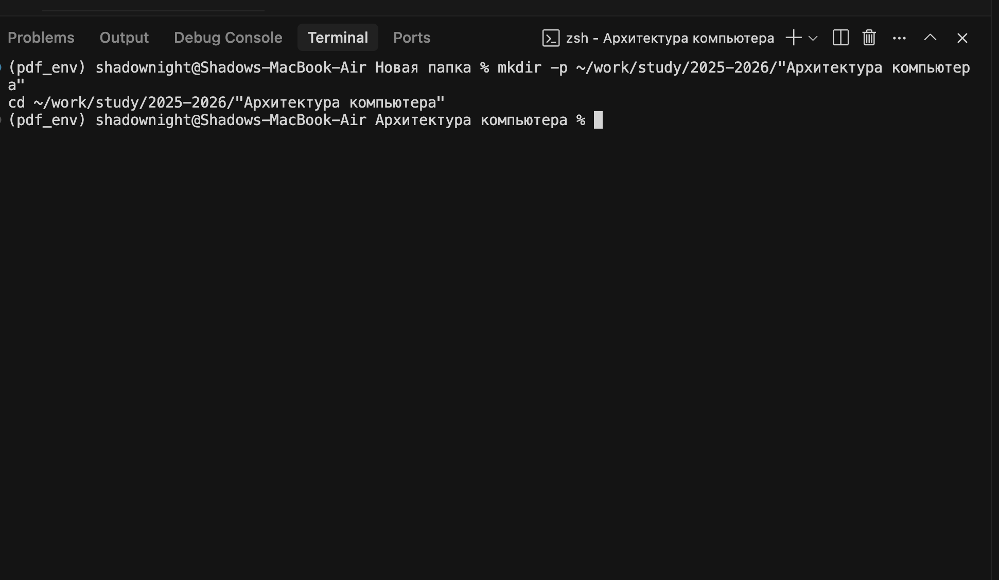 Problems Output Debug Console Terminal Ports zsh - Архитектура компьютера
(pdf_env) shadownight@Shadows-MacBook-Air Новая папка % mkdir -p ~/work/study/2025-2026/"Архитектура компьютер
а"
cd ~/work/study/2025-2026/"Архитектура компьютера"
(pdf_env) shadownight@Shadows-MacBook-Air Архитектура компьютера %